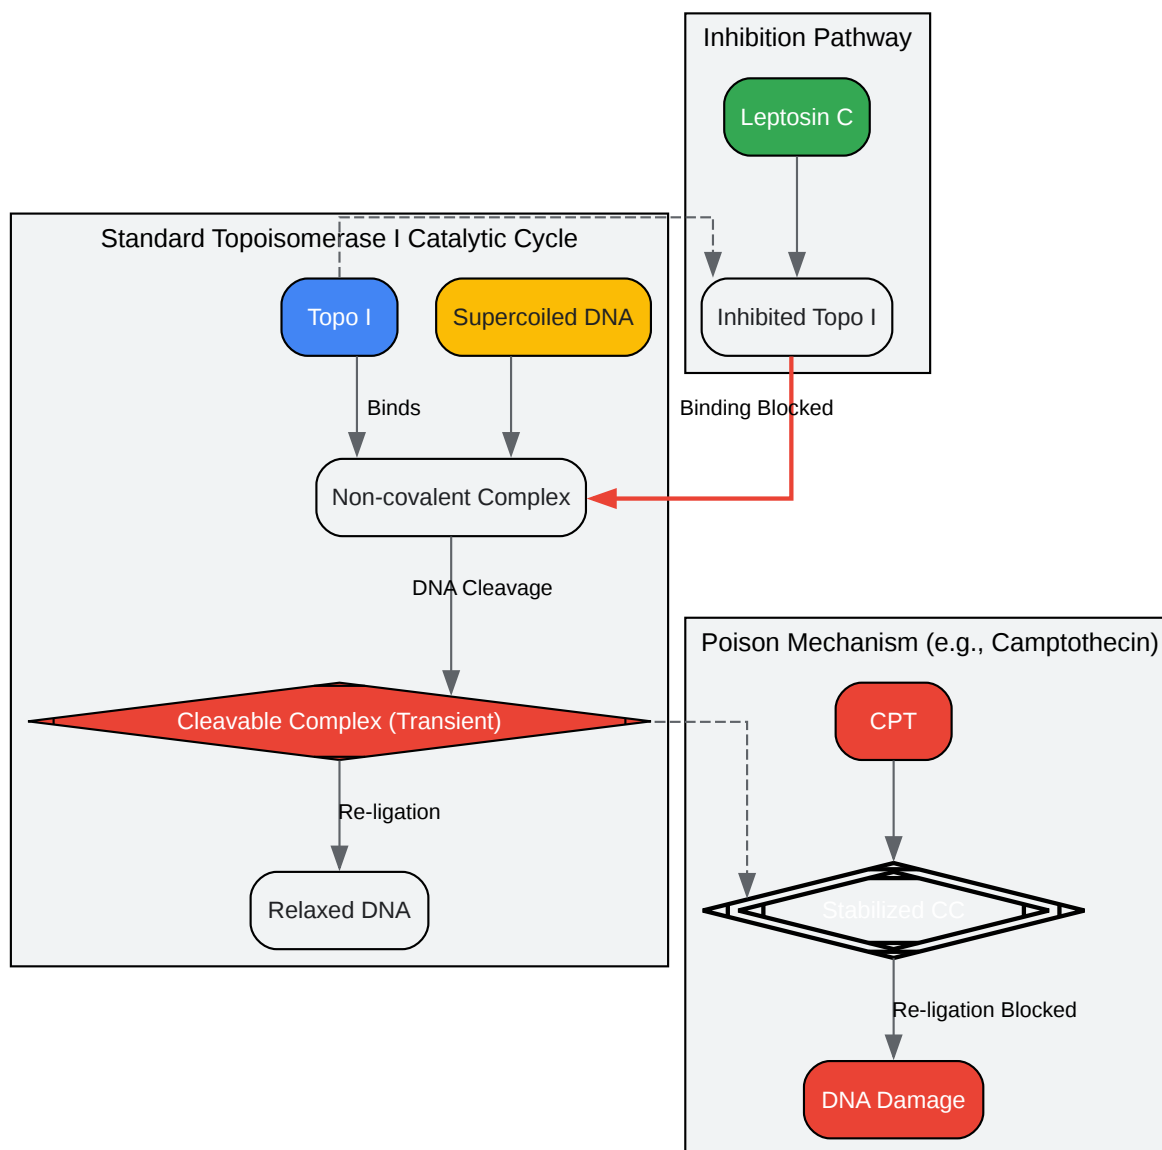 Inhibition Pathway
Leptosin C
Standard Topoisomerase I Catalytic Cycle
Topo I
Supercoiled DNA
Inhibited Topo I
Binds
Binding Blocked
Non-covalent Complex
DNA Cleavage
Poison Mechanism (e.g., Camptothecin)
Cleavable Complex (Transient)
CPT
Re-ligation
Relaxed DNA
Stabilized CC
Re-ligation Blocked
DNA Damage